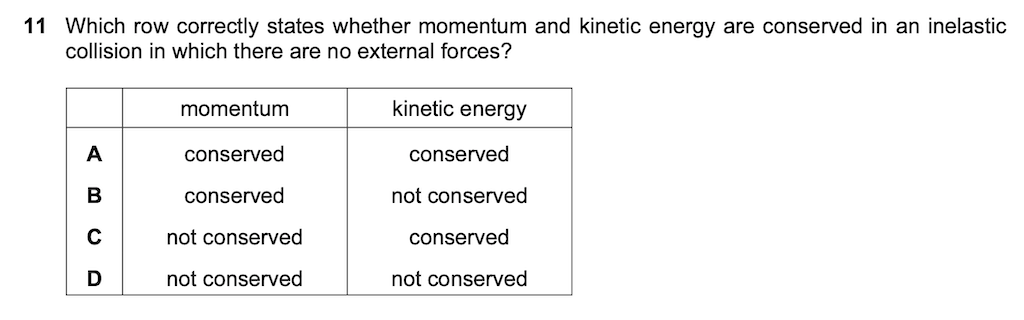 11 Which row correctly states whether momentum and kinetic energy are conserved in an inelastic
collision in which there are no external forces?
momentum kinetic energy
A conserved conserved
B conserved not conserved
C not conserved conserved
D not conserved not conserved